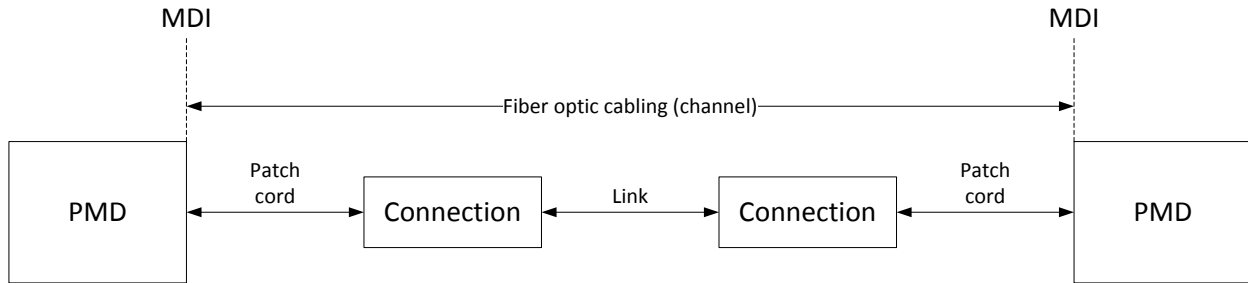 MDI
MDI
Fiber optic cabling (channel)
PMD
Patch
cord
Connection
Link
Connection
Patch
cord
PMD